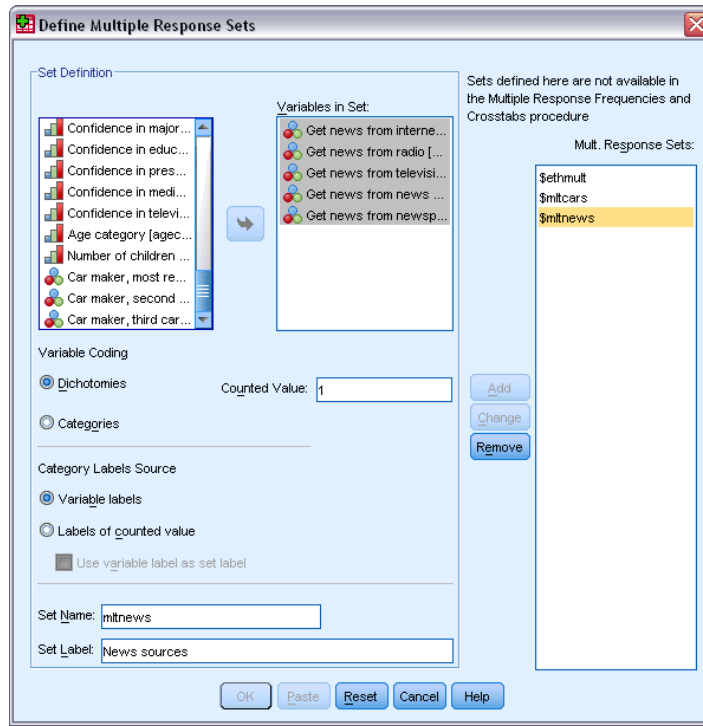 Define Multiple Response Sets
Set Definition
Confidence in major...
Confidence in educ...
Confidence in pres...
Confidence in medi...
Confidence in televi...
Age category [agec...
Number of children ...
Car maker, most re...
Car maker, second ...
Car maker, third car...
Variables in Set:
Get news from interne...
Get news from radio [...
Get news from televisi...
Get news from news ...
Get news from newsp...
Variable Coding
Dichotomies
Counted Value: 1
Categories
Category Labels Source
Variable labels
Labels of counted value
Use variable label as set label
Set Name: mltnews
Set Label: News sources
Sets defined here are not available in
the Multiple Response Frequencies and
Crosstabs procedure
Mult. Response Sets:
$ethmult
$mltcars
$mltnews
Add
Change
Remove
OK
Paste
Reset
Cancel
Help